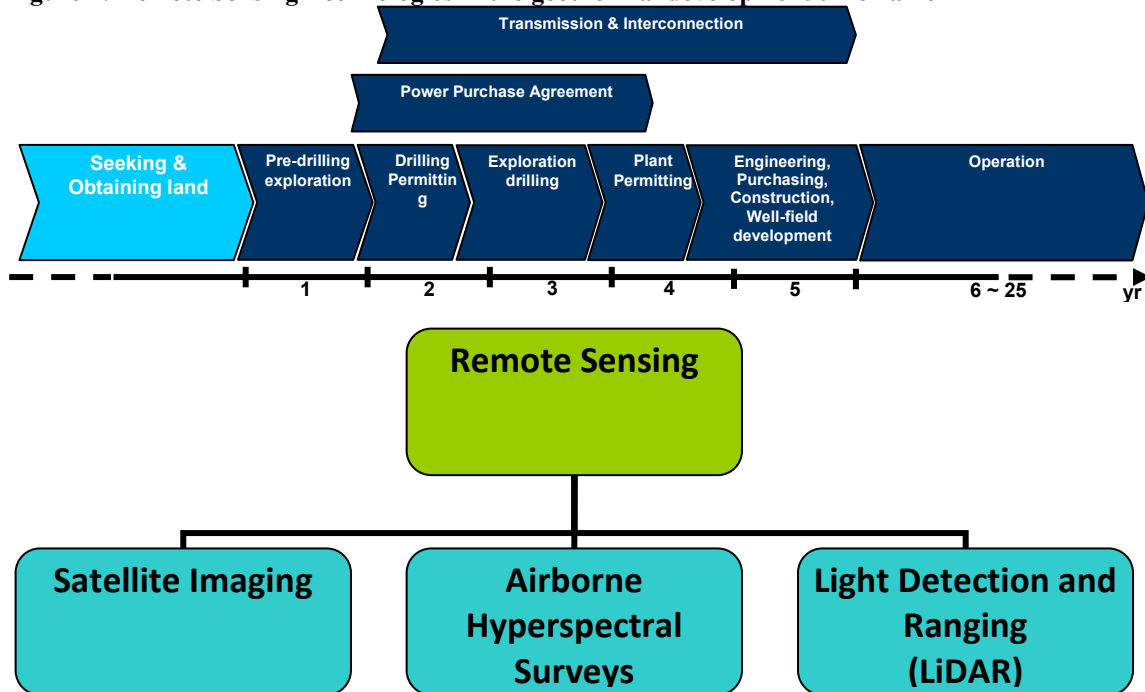 Transmission & Interconnection
Power Purchase Agreement
Seeking &
Obtaining land
Pre-drilling
exploration
Drilling
Permittin
g
Exploration
drilling
Plant
Permitting
Engineering,
Purchasing,
Construction,
Well-field
development
Operation
1
2
3
4
5
6 ~ 25
yr
Remote Sensing
Satellite Imaging
Airborne
Hyperspectral
Surveys
Light Detection and
Ranging
(LiDAR)